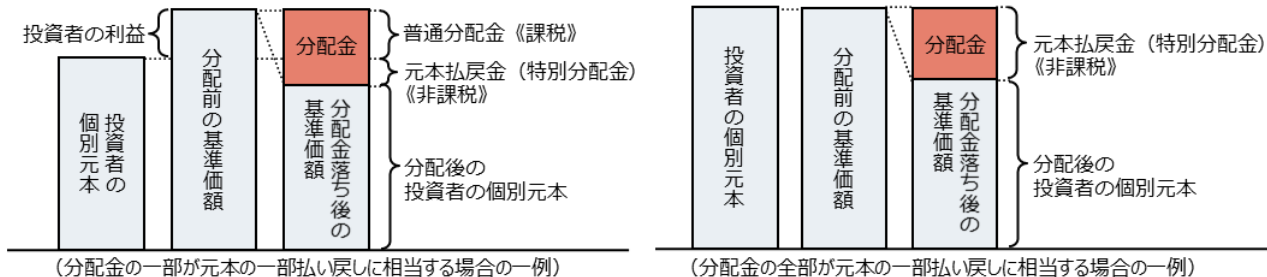 投資者の利益
投資者の
個別元本
分配前の基準価額
分配金
分配金落ち後の
基準価額
普通分配金《課税》
元本払戻金（特別分配金）
《非課税》
分配後の
投資者の個別元本
（分配金の一部が元本の一部払い戻しに相当する場合の一例）
投資者の個別元本
分配前の基準価額
分配金
分配金落ち後の
基準価額
元本払戻金（特別分配金）
《非課税》
分配後の
投資者の個別元本
（分配金の全部が元本の一部払い戻しに相当する場合の一例）